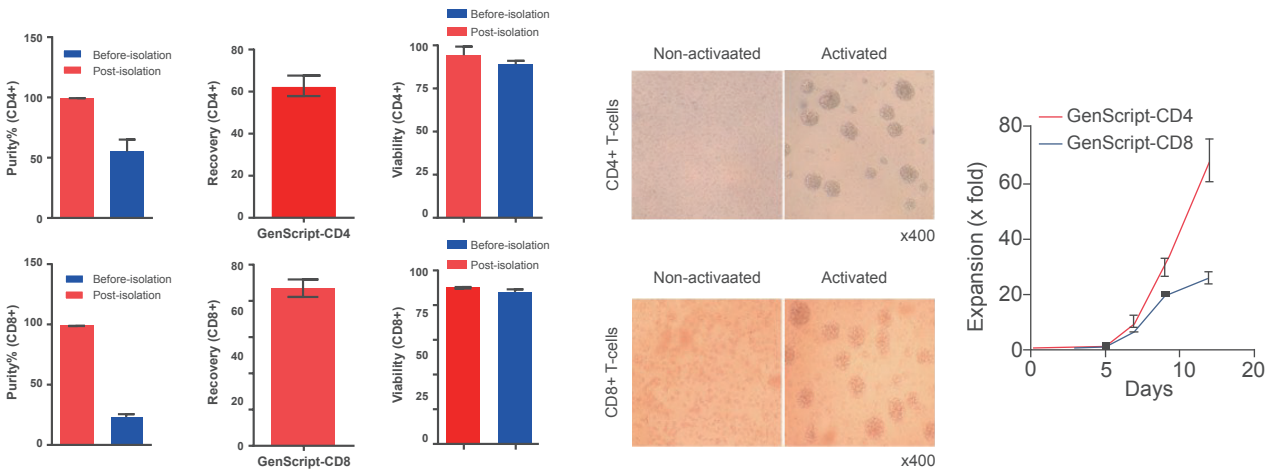 150
100
50
0
Purity% (CD4+)
Before-isolation
Post-isolation
80
60
40
20
0
Recovery (CD4+)
GenScript-CD4
Before-isolation
Post-isolation
100
75
50
25
0
Viability (CD4+)
150
100
50
0
Purity% (CD8+)
Before-isolation
Post-isolation
80
60
40
20
0
Recovery (CD8+)
GenScript-CD8
Before-isolation
Post-isolation
100
75
50
25
0
Viability (CD8+)
Non-activaated
Activated
CD4+ T-cells
x400
Non-activaated
Activated
CD8+ T-cells
x400
GenScript-CD4
GenScript-CD8
80
60
40
20
0
Expansion (x fold)
0
5
10
20
Days